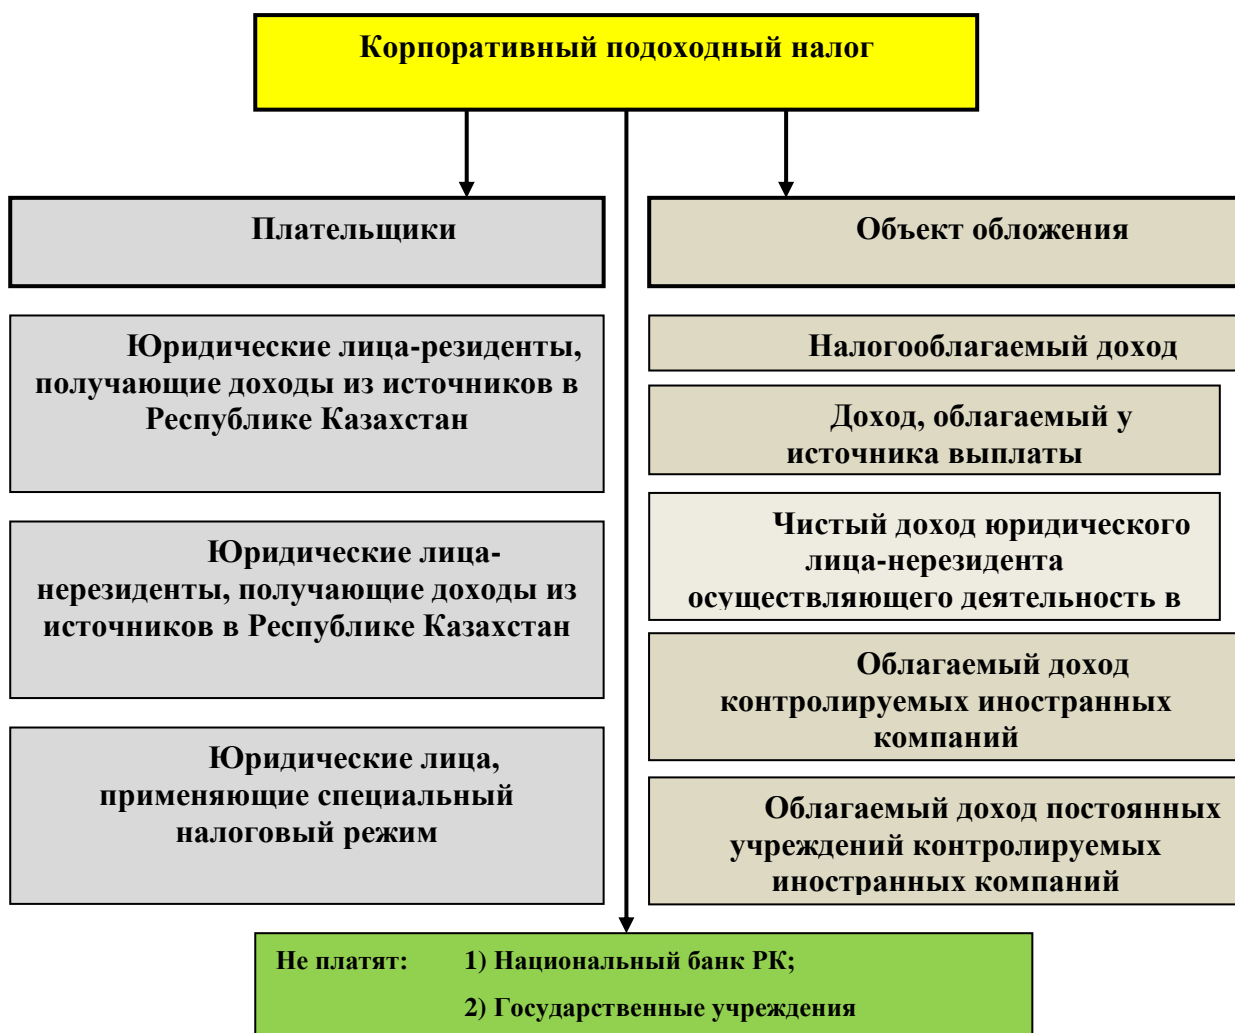 Корпоративный подоходный налог
Плательщики
Юридические лица-резиденты,
получающие доходы из источников в
Республике Казахстан
Юридические лица-
нерезиденты, получающие доходы из
источников в Республике Казахстан
Юридические лица,
применяющие специальный
налоговый режим
Объект обложения
Налогооблагаемый доход
Доход, облагаемый у
источника выплаты
Чистый доход юридического
лица-нерезидента
осуществляющего деятельность в
Облагаемый доход
контролируемых иностранных
компаний
Облагаемый доход постоянных
учреждений контролируемых
иностранных компаний
Не платят: 1) Национальный банк РК;
2) Государственные учреждения